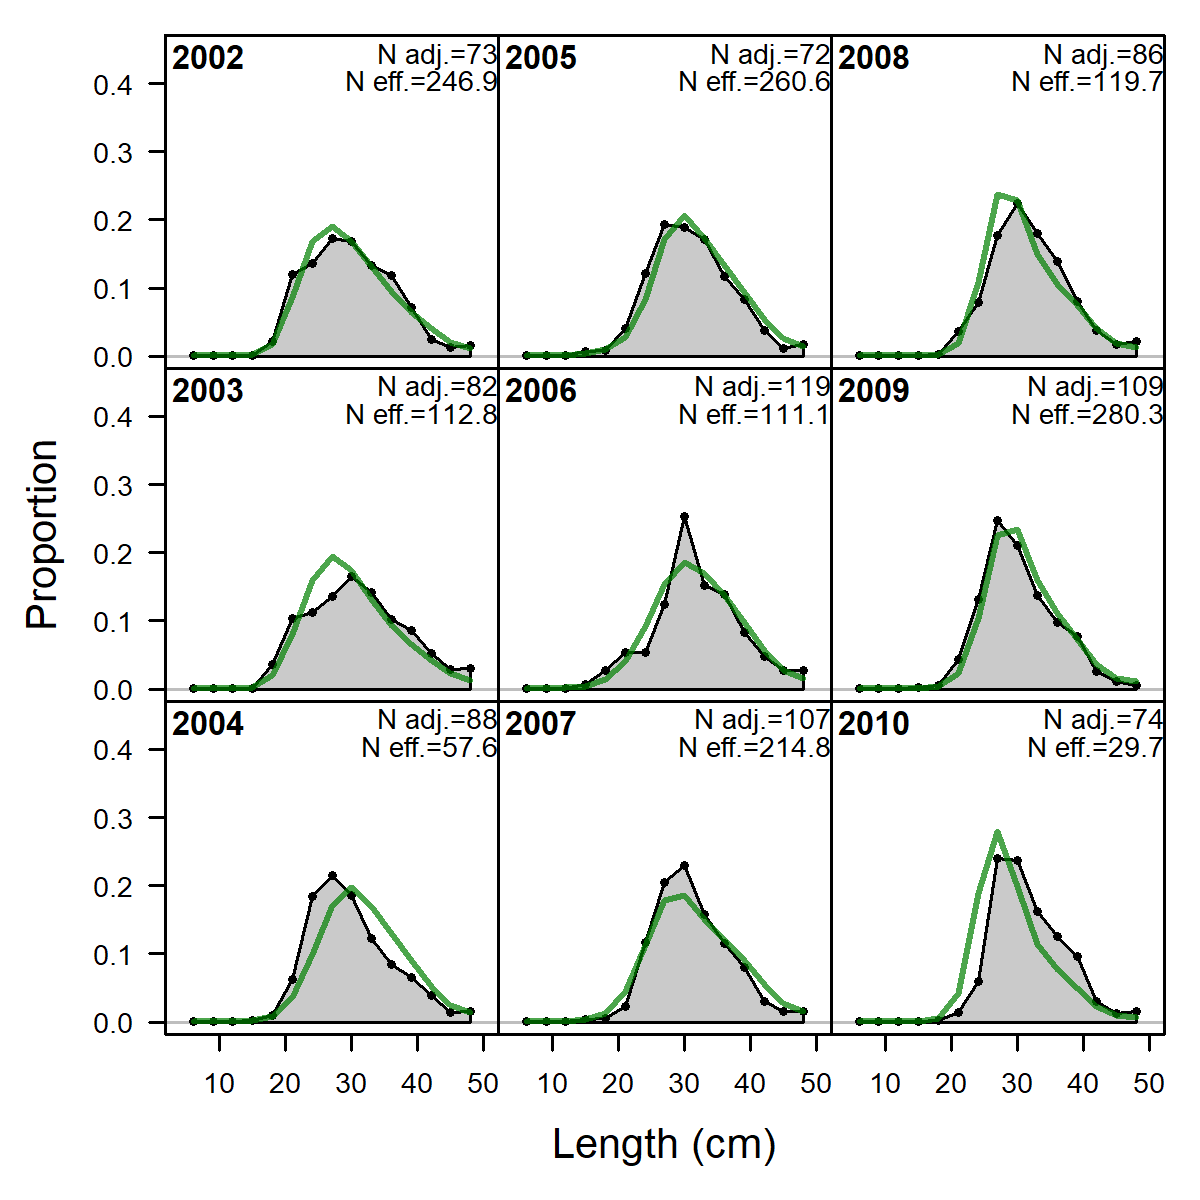 2002
N adj.=73
N eff.=246.9
2005
N adj.=72
N eff.=260.6
2008
N adj.=86
N eff.=119.7
0.4
0.3
0.2
0.1
0.0
2003
N adj.=82
N eff.=112.8
2006
N adj.=119
N eff.=111.1
2009
N adj.=109
N eff.=280.3
0.4
0.3
0.2
0.1
0.0
2004
N adj.=88
N eff.=57.6
2007
N adj.=107
N eff.=214.8
2010
N adj.=74
N eff.=29.7
0.4
0.3
0.2
0.1
0.0
Proportion
10 20 30 40 50
10 20 30 40 50
10 20 30 40 50
Length (cm)